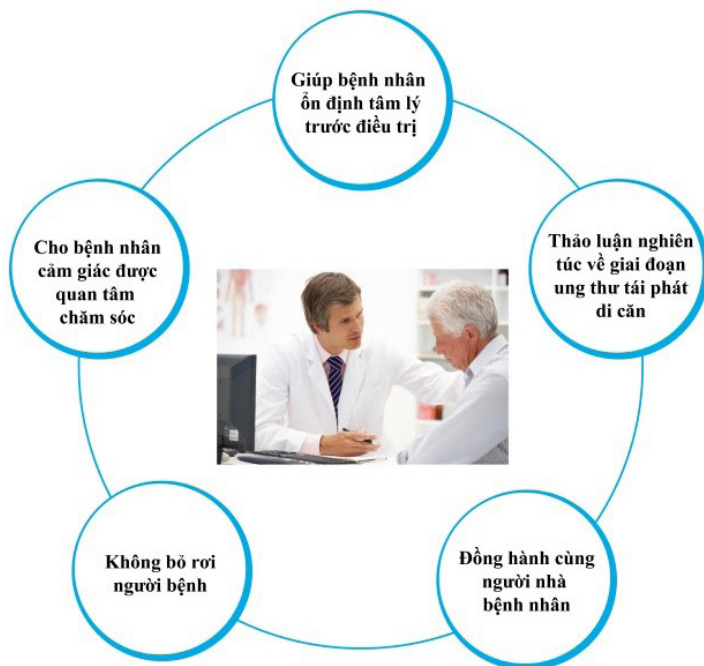 Giúp bệnh nhân
ổn định tâm lý
trước điều trị
Thảo luận nghiên
túc về giai đoạn
ung thư tái phát
di căn
Đồng hành cùng
người nhà
bệnh nhân
Không bỏ rơi
người bệnh
Cho bệnh nhân
cảm giác được
quan tâm
chăm sóc